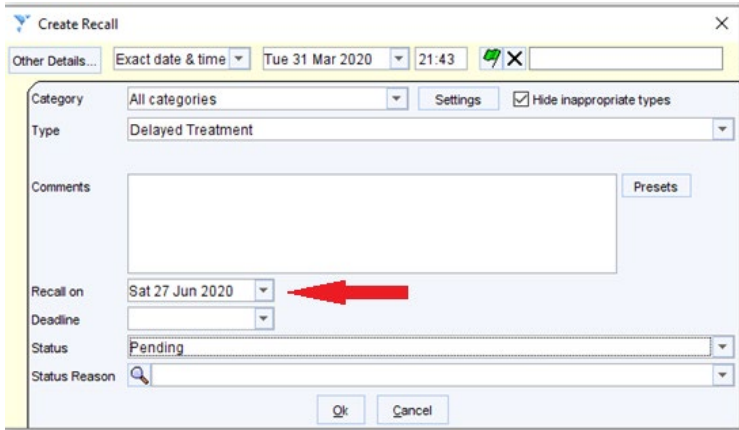 Create Recall
Other Details... Exact date & time Tue 31 Mar 2020 21:43
Category All categories Settings Hide inappropriate types
Type Delayed Treatment
Comments Presets
Recall on Sat 27 Jun 2020
Deadline
Status Pending
Status Reason
Ok Cancel